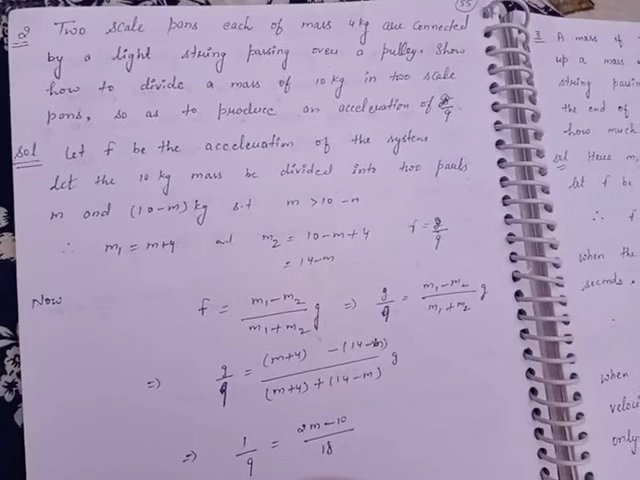 (55)
2 Two scale pans each of mass 4 kg are connected
by a light string passing over a pulley. Show
how to divide a mass of 10 kg in two scale
pans, so as to produce an acceleration of g/9.
Sol Let f be the acceleration of the system
Let the 10 kg mass be divided into two parts
m and (10-m) kg s.t m > 10-m
∴ m₁ = m+4 and m₂ = 10-m+4 f = g/9
= 14-m
Now f = (m₁-m₂)/(m₁+m₂) g ⇒ g/9 = (m₁-m₂)/(m₁+m₂) g
⇒ g/9 = ((m+4) - (14-m))/((m+4) + (14-m)) g
⇒ 1/9 = (2m-10)/18
3 A mass of
up a mass
string passin
the end of
how much
sol Here m,
let f be
∴ f
when the
seconds.
when
veloci
only